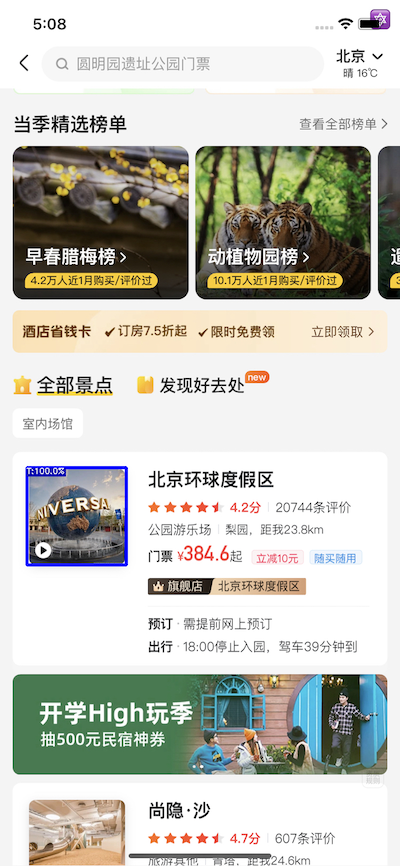 5:08
圆明园遗址公园门票
北京
晴 16℃
当季精选榜单
查看全部榜单
早春腊梅榜
4.2万人近1月购买/评价过
动植物园榜
10.1万人近1月购买/评价过
酒店省钱卡
订房7.5折起
限时免费领
立即领取
全部景点
发现好去处
new
室内场馆
T:100.0%
NIVERSA
北京环球度假区
4.2分
20744条评价
公园游乐场
梨园，距我23.8km
门票 ¥384.6起
立减10元
随买随用
旗舰店
北京环球度假区
预订 · 需提前网上预订
出行 · 18:00停止入园，驾车39分钟到
开学High玩季
抽500元民宿神券
尚隐·沙
4.7分
607条评价
旅游其他
青塔，距我24.6km